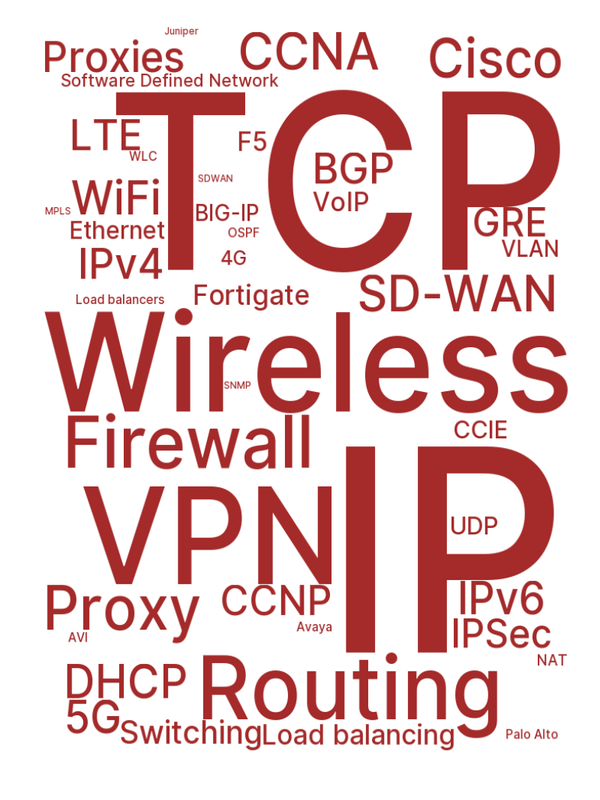 Juniper
Proxies
CCNA
Cisco
Software Defined Network
TCP
LTE
WLC
F5
BGP
SDWAN
WiFi
VoIP
MPLS
BIG-IP
GRE
Ethernet
OSPF
VLAN
IPv4
4G
Load balancers
Fortigate
SD-WAN
Wireless
SNMP
Firewall
CCIE
IP
VPN
UDP
Proxy
CCNP
IPv6
AVI
Avaya
IPSec
NAT
DHCP
Routing
5G
Switching
Load balancing
Palo Alto